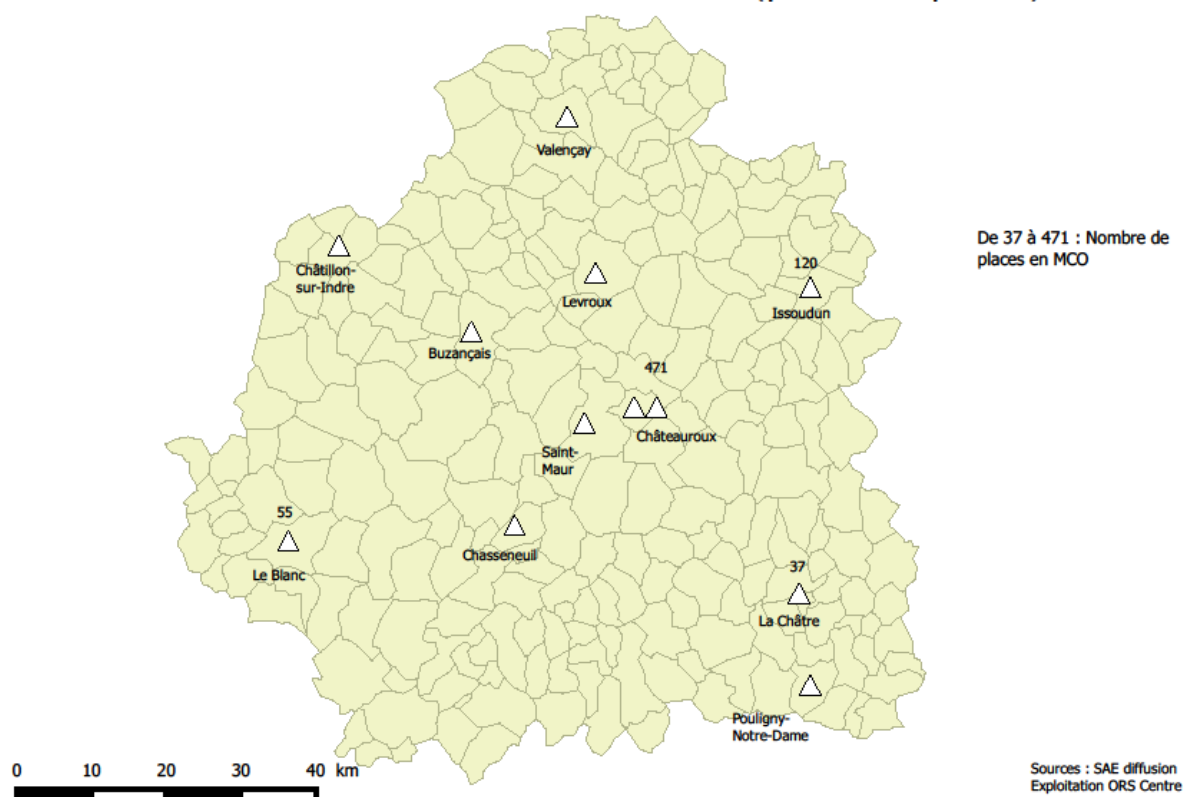 Valençay
De 37 à 471 : Nombre de
places en MCO
Châtillon-
sur-Indre
120
Levroux
Issoudun
Buzançais
471
Châteauroux
Saint-
Maur
55
Chasseneuil
Le Blanc
37
La Châtre
Pouligny-
Notre-Dame
0 10 20 30 40 km
Sources : SAE diffusion
Exploitation ORS Centre